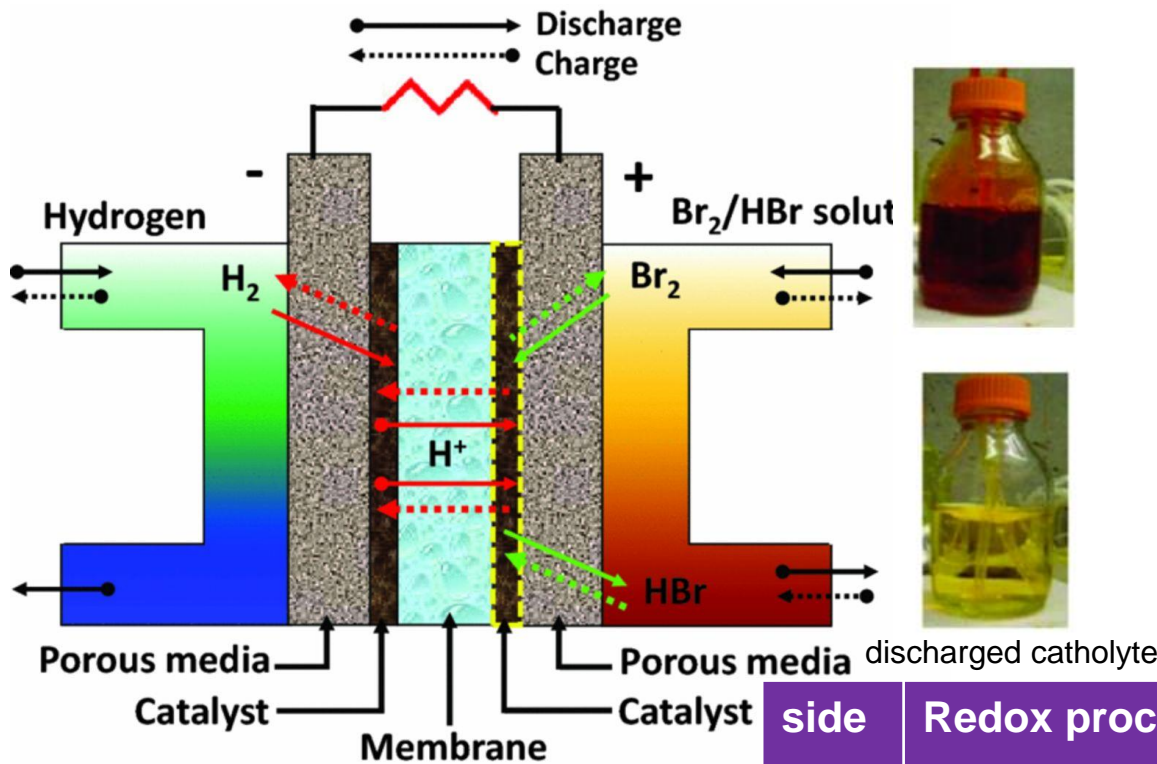 Discharge
Charge
- +
Hydrogen
Br₂/HBr solut
H₂
Br₂
H⁺
HBr
Porous media
Porous media
discharged catholyte
Catalyst
Catalyst
Membrane
side
Redox proc